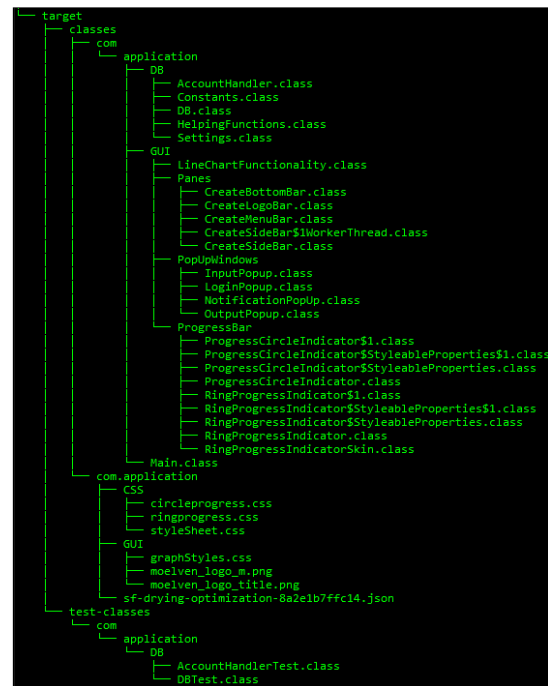 └── target
    ├── classes
    │   ├── com
    │   │   └── application
    │   │       ├── DB
    │   │       │   ├── AccountHandler.class
    │   │       │   ├── Constants.class
    │   │       │   ├── DB.class
    │   │       │   ├── HelpingFunctions.class
    │   │       │   └── Settings.class
    │   │       ├── GUI
    │   │       │   ├── LineChartFunctionality.class
    │   │       │   ├── Panes
    │   │       │   │   ├── CreateBottomBar.class
    │   │       │   │   ├── CreateLogoBar.class
    │   │       │   │   ├── CreateMenuBar.class
    │   │       │   │   ├── CreateSideBar$1WorkerThread.class
    │   │       │   │   └── CreateSideBar.class
    │   │       │   ├── PopUpWindows
    │   │       │   │   ├── InputPopup.class
    │   │       │   │   ├── LoginPopup.class
    │   │       │   │   ├── NotificationPopUp.class
    │   │       │   │   └── OutputPopup.class
    │   │       │   └── ProgressBar
    │   │       │       ├── ProgressCircleIndicator$1.class
    │   │       │       ├── ProgressCircleIndicator$StyleableProperties$1.class
    │   │       │       ├── ProgressCircleIndicator$StyleableProperties.class
    │   │       │       ├── ProgressCircleIndicator.class
    │   │       │       ├── RingProgressIndicator$1.class
    │   │       │       ├── RingProgressIndicator$StyleableProperties$1.class
    │   │       │       ├── RingProgressIndicator$StyleableProperties.class
    │   │       │       ├── RingProgressIndicator.class
    │   │       │       └── RingProgressIndicatorSkin.class
    │   │       └── Main.class
    │   └── com.application
    │       ├── CSS
    │       │   ├── circleprogress.css
    │       │   ├── ringprogress.css
    │       │   └── styleSheet.css
    │       ├── GUI
    │       │   ├── graphStyles.css
    │       │   ├── moelven_logo_m.png
    │       │   └── moelven_logo_title.png
    │       └── sf-drying-optimization-8a2e1b7ffc14.json
    └── test-classes
        └── com
            └── application
                └── DB
                    ├── AccountHandlerTest.class
                    └── DBTest.class